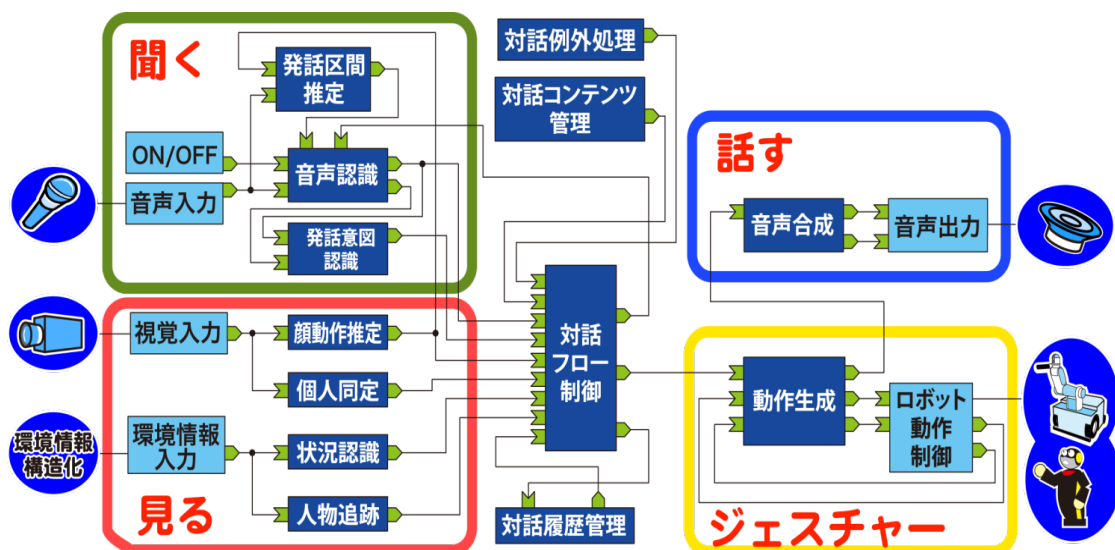 聞く
発話区間
推定
ON/OFF
音声入力
音声認識
発話意図
認識
対話例外処理
対話コンテンツ
管理
話す
音声合成
音声出力
視覚入力
顔動作推定
個人同定
環境情報
構造化
環境情報
入力
状況認識
人物追跡
見る
対話
フロー
制御
対話履歴管理
動作生成
ロボット
動作
制御
ジェスチャー